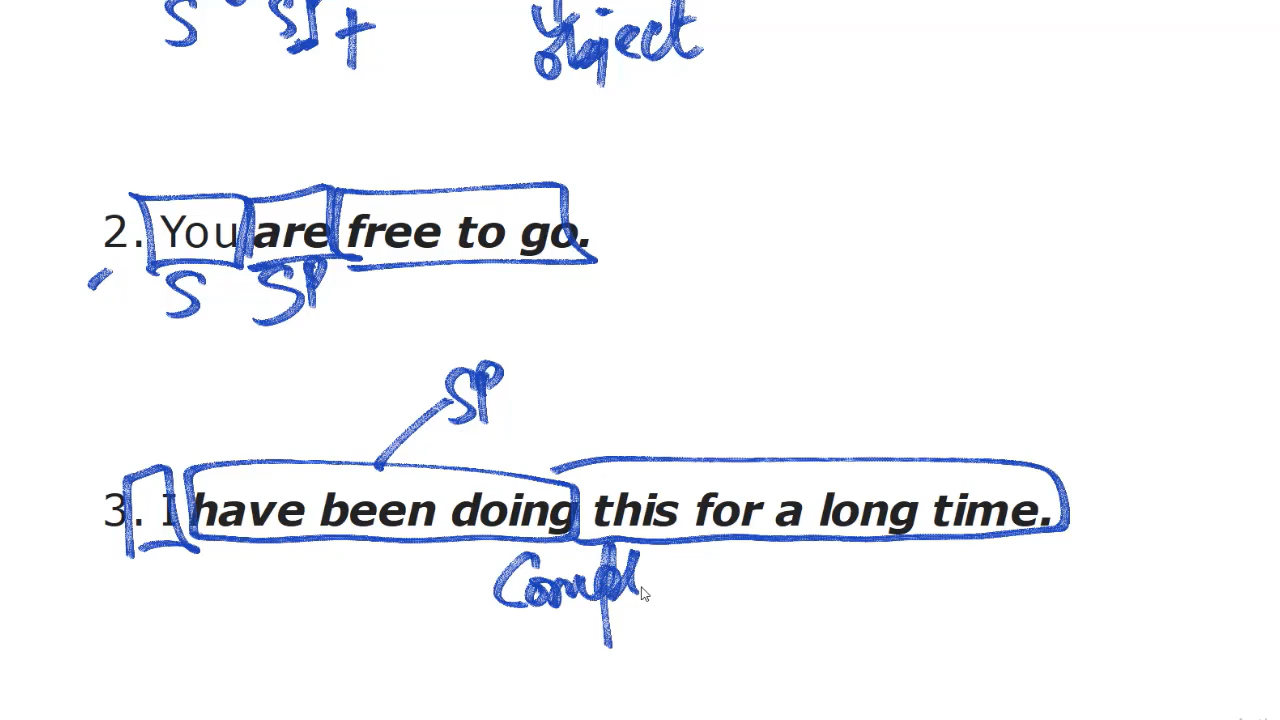 S SP +
object
2. You are free to go.
S SP
SP
3. I have been doing this for a long time.
Compl